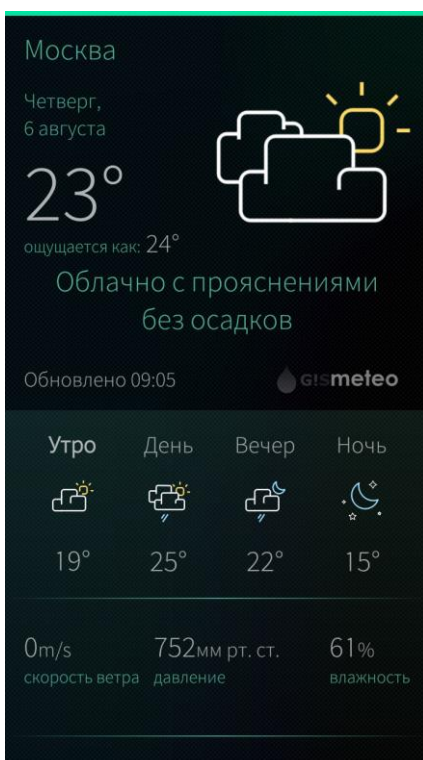 Москва
Четверг,
6 августа
23°
ощущается как: 24°
Облачно с прояснениями
без осадков
Обновлено 09:05 GISmeteo
Утро День Вечер Ночь
19° 25° 22° 15°
0m/s 752мм рт. ст. 61%
скорость ветра давление влажность